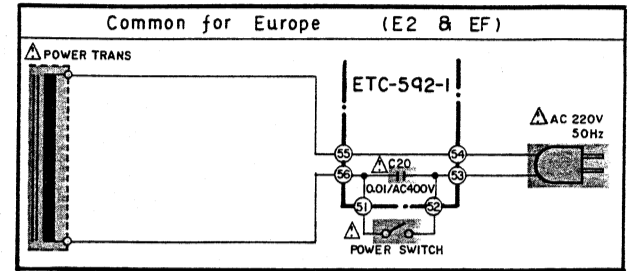 Common for Europe (E2 & EF)
⚠ POWER TRANS
ETC-592-1
⚠ AC 220V
50Hz
55
54
⚠ C20
56
53
0.01/AC400V
51
52
⚠
POWER SWITCH